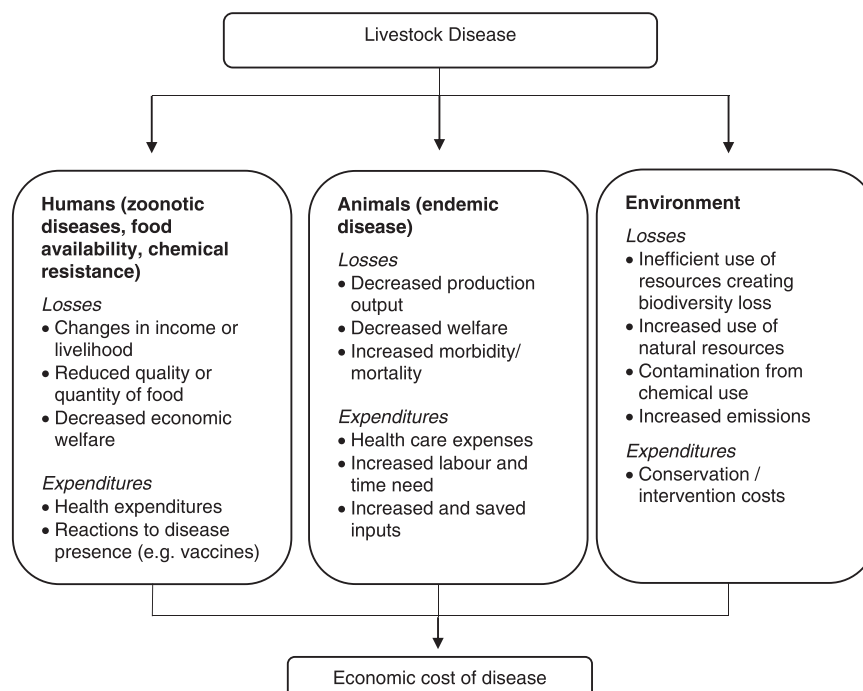 Livestock Disease
Humans (zoonotic
diseases, food
availability, chemical
resistance)
Losses
• Changes in income or
livelihood
• Reduced quality or
quantity of food
• Decreased economic
welfare
Expenditures
• Health expenditures
• Reactions to disease
presence (e.g. vaccines)
Animals (endemic
disease)
Losses
• Decreased production
output
• Decreased welfare
• Increased morbidity/
mortality
Expenditures
• Health care expenses
• Increased labour and
time need
• Increased and saved
inputs
Environment
Losses
• Inefficient use of
resources creating
biodiversity loss
• Increased use of
natural resources
• Contamination from
chemical use
• Increased emissions
Expenditures
• Conservation /
intervention costs
Economic cost of disease